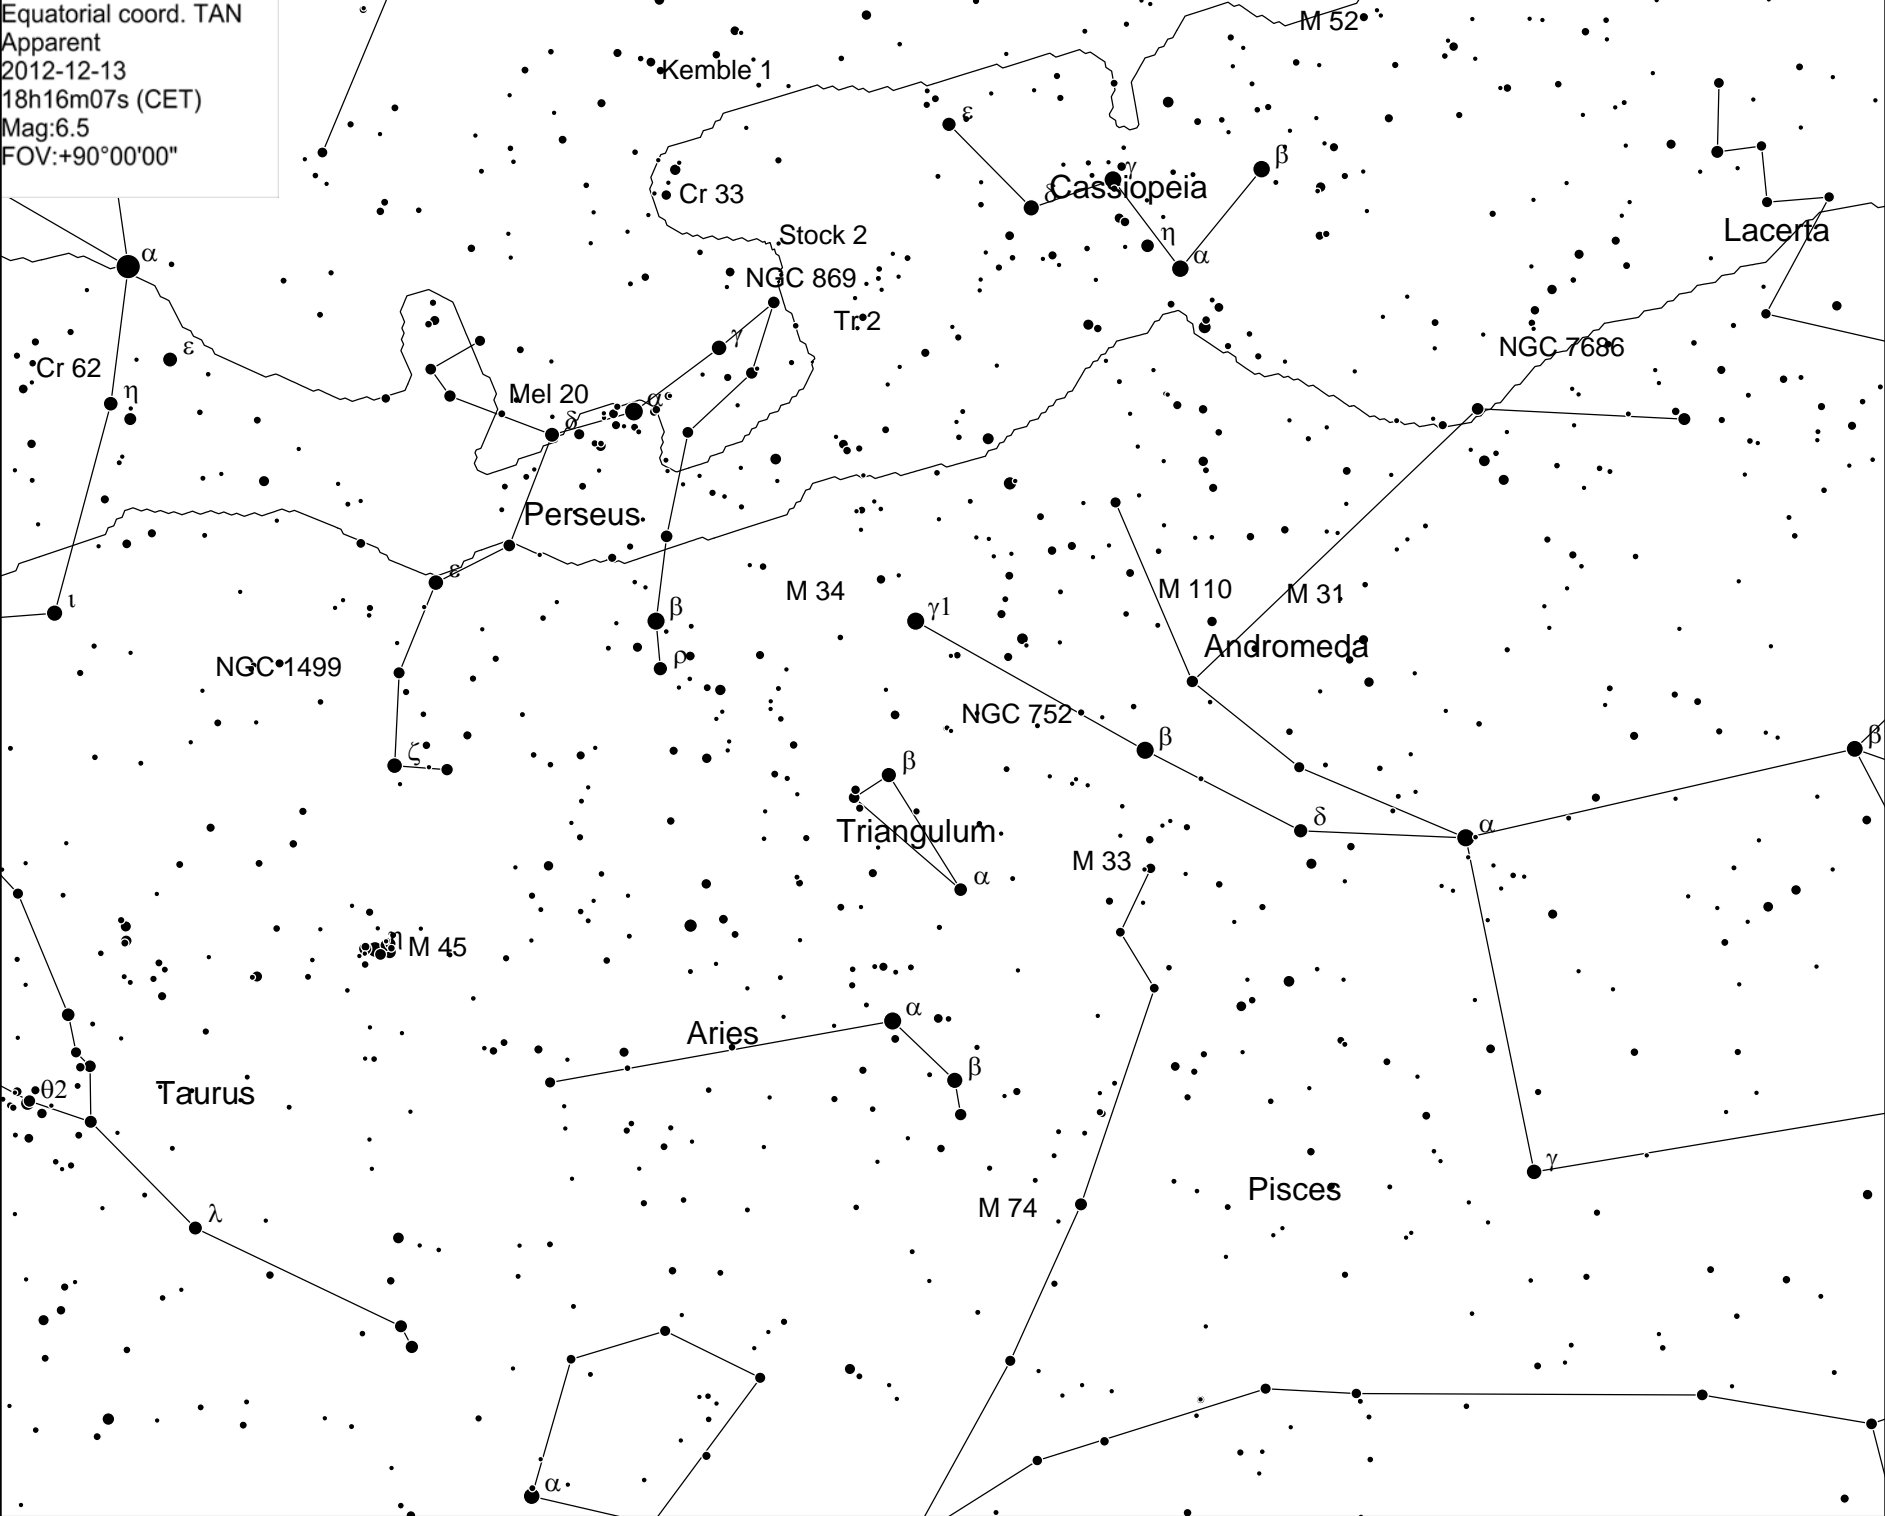 Equatorial coord. TAN
Apparent
2012-12-13
18h16m07s (CET)
Mag:6.5
FOV:+90°00'00"
M 52
Kemble 1
ε
γ
β
Cr 33
δ
Cassiopeia
Lacerta
Stock 2
η
α
α
NGC 869
Tr 2
γ
ε
NGC 7686
Cr 62
η
Mel 20
α
δ
Perseus
ε
M 34
M 110
M 31
ι
β
γ1
Andromeda
ρ
NGC 1499
NGC 752
β
β
ζ
β
Triangulum
δ
α
M 33
α
η
M 45
α
Aries
β
θ2
Taurus
γ
Pisces
M 74
λ
α